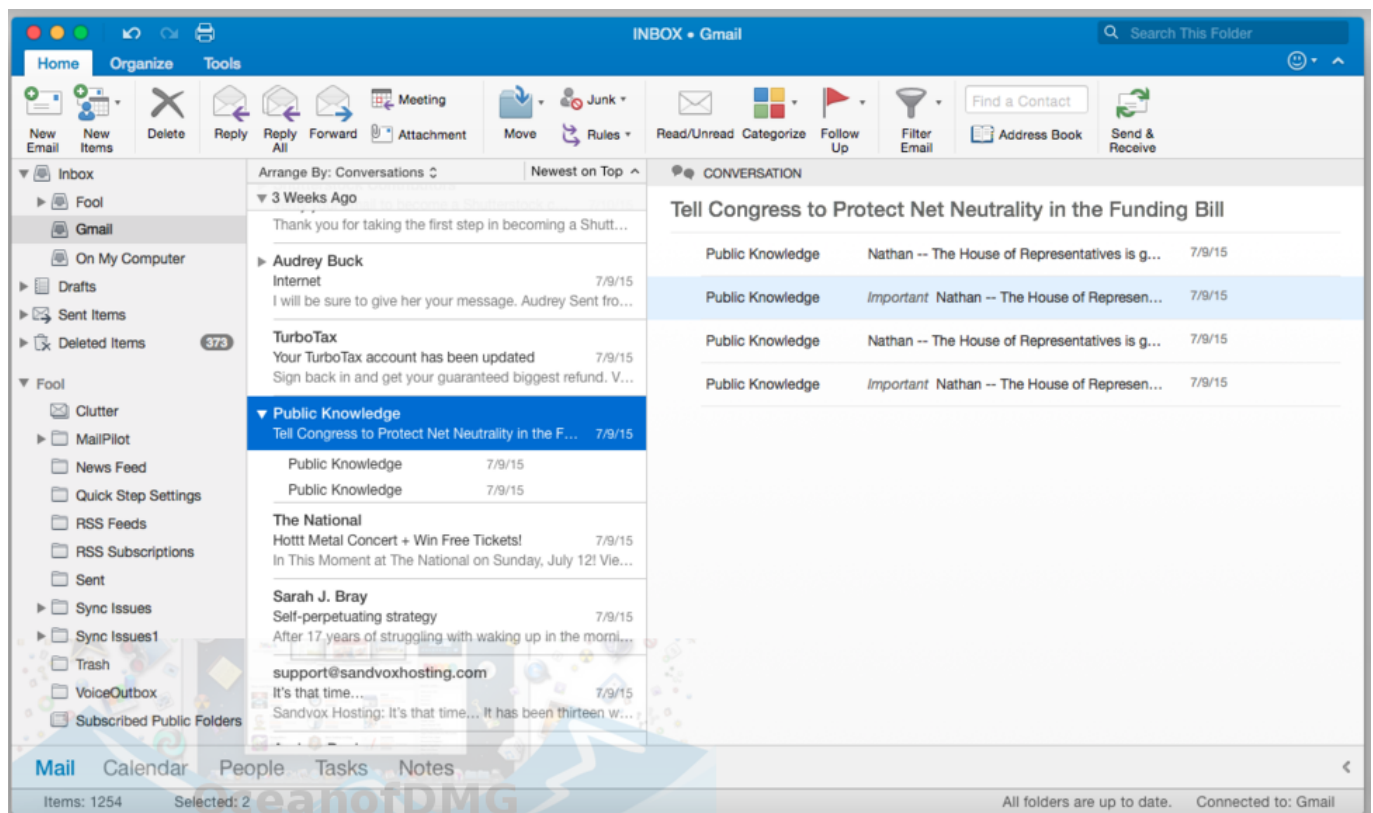 INBOX • Gmail
Search This Folder
Home Organize Tools
New Email
New Items
Delete
Reply
Reply All
Forward
Meeting
Attachment
Move
Junk
Rules
Read/Unread
Categorize
Follow Up
Filter Email
Find a Contact
Address Book
Send & Receive
Inbox
Fool
Gmail
On My Computer
Drafts
Sent Items
Deleted Items 373
Fool
Clutter
MailPilot
News Feed
Quick Step Settings
RSS Feeds
RSS Subscriptions
Sent
Sync Issues
Sync Issues1
Trash
VoiceOutbox
Subscribed Public Folders
Arrange By: Conversations Newest on Top
3 Weeks Ago
Thank you for taking the first step in becoming a Shutt...
Audrey Buck
Internet 7/9/15
I will be sure to give her your message. Audrey Sent fro...
TurboTax
Your TurboTax account has been updated 7/9/15
Sign back in and get your guaranteed biggest refund. V...
Public Knowledge
Tell Congress to Protect Net Neutrality in the F... 7/9/15
Public Knowledge 7/9/15
Public Knowledge 7/9/15
The National
Hottt Metal Concert + Win Free Tickets! 7/9/15
In This Moment at The National on Sunday, July 12! Vie...
Sarah J. Bray
Self-perpetuating strategy 7/9/15
After 17 years of struggling with waking up in the morni...
support@sandvoxhosting.com
It's that time... 7/9/15
Sandvox Hosting: It's that time... It has been thirteen w...
CONVERSATION
Tell Congress to Protect Net Neutrality in the Funding Bill
Public Knowledge Nathan -- The House of Representatives is g... 7/9/15
Public Knowledge Important Nathan -- The House of Represen... 7/9/15
Public Knowledge Nathan -- The House of Representatives is g... 7/9/15
Public Knowledge Important Nathan -- The House of Represen... 7/9/15
Mail Calendar People Tasks Notes
Items: 1254 Selected: 2
OceanofDMG
All folders are up to date. Connected to: Gmail